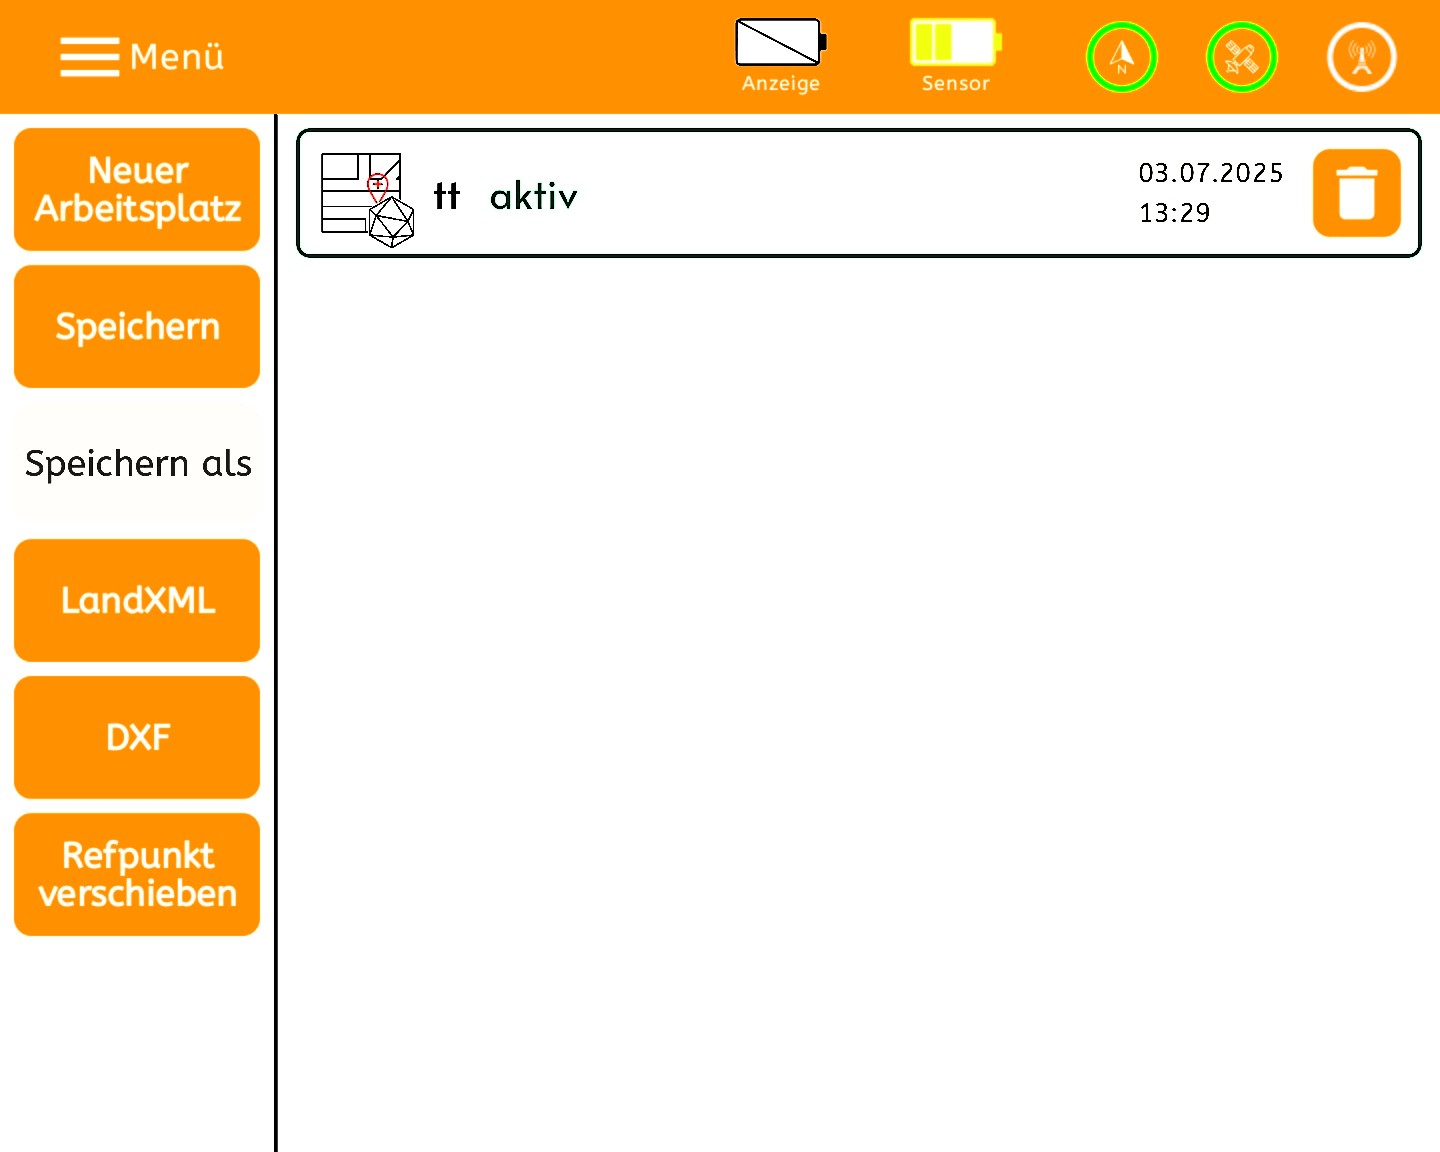 Menü
Anzeige
Sensor
N
Neuer
Arbeitsplatz
Speichern
Speichern als
LandXML
DXF
Refpunkt
verschieben
tt aktiv
03.07.2025
13:29